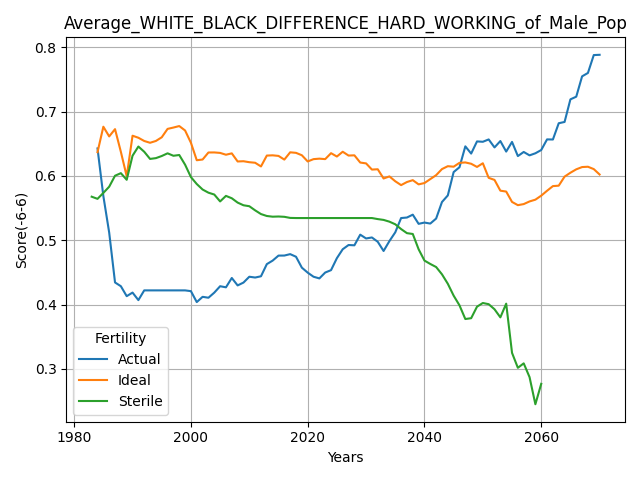 Average_WHITE_BLACK_DIFFERENCE_HARD_WORKING_of_Male_Pop
Score(-6-6)
0.8
0.7
0.6
0.5
0.4
0.3
Fertility
Actual
Ideal
Sterile
1980 2000 2020 2040 2060
Years